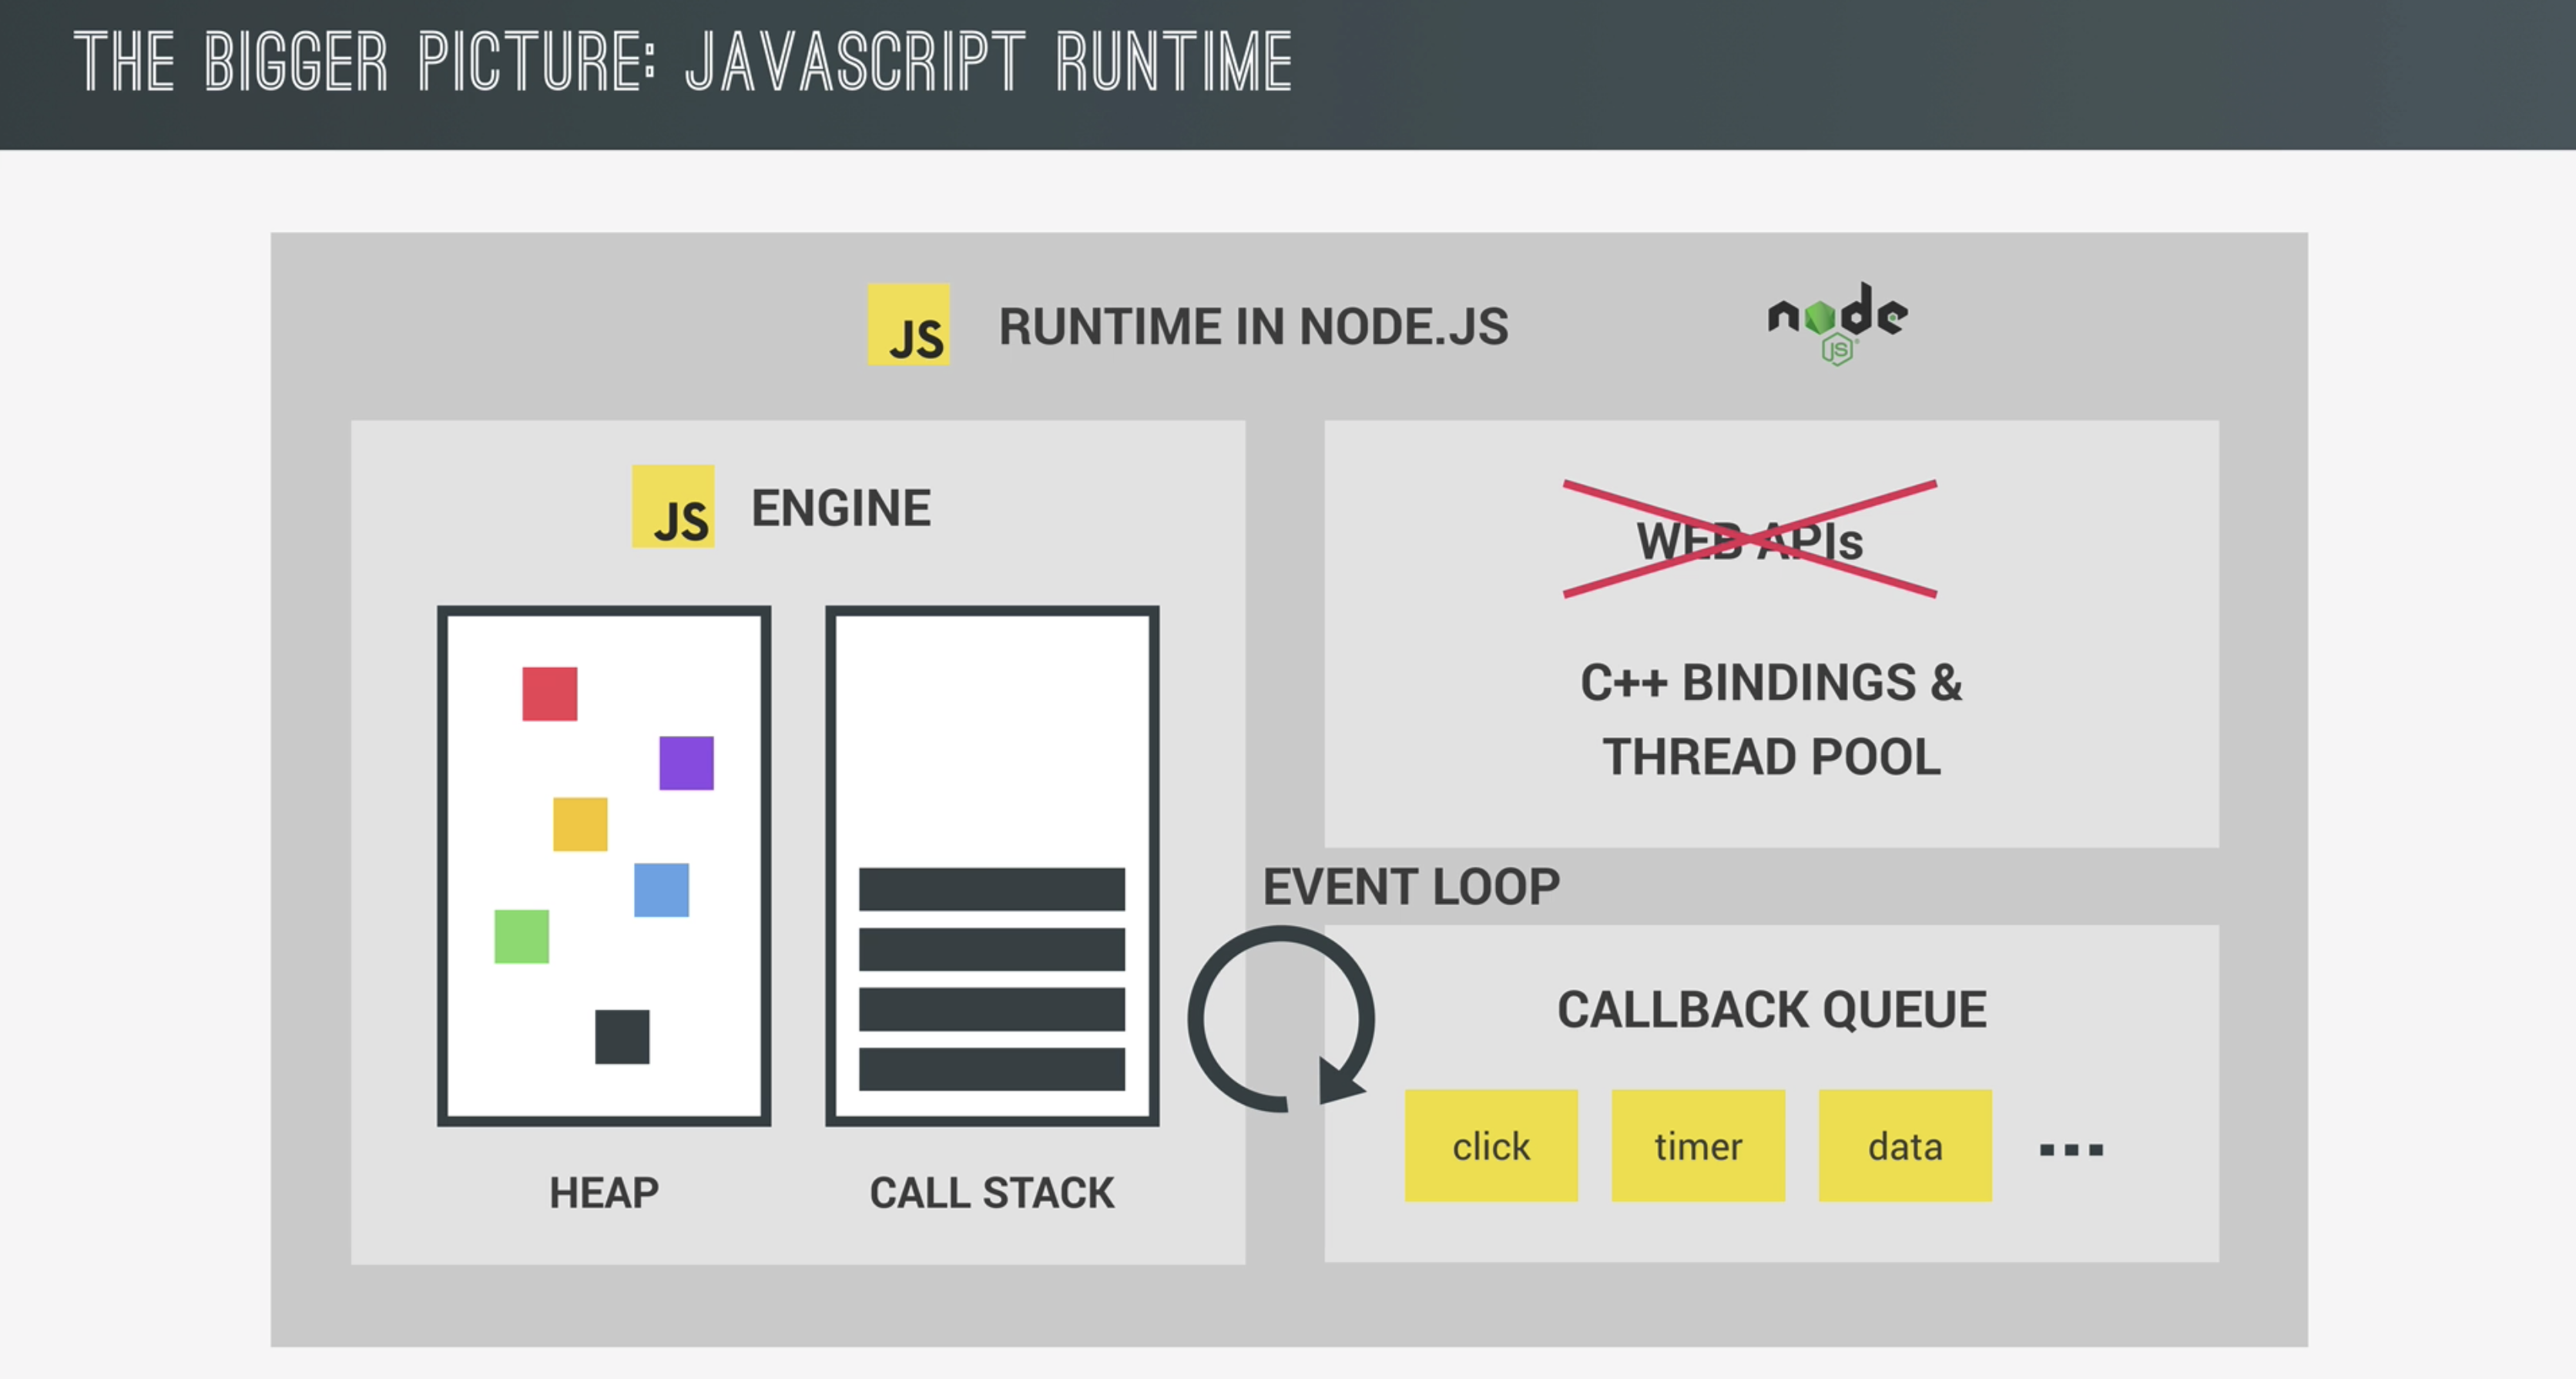 THE BIGGER PICTURE: JAVASCRIPT RUNTIME
JS
RUNTIME IN NODE.JS
node
JS
JS
ENGINE
HEAP
CALL STACK
WEB APIs
C++ BINDINGS &
THREAD POOL
EVENT LOOP
CALLBACK QUEUE
click
timer
data
...